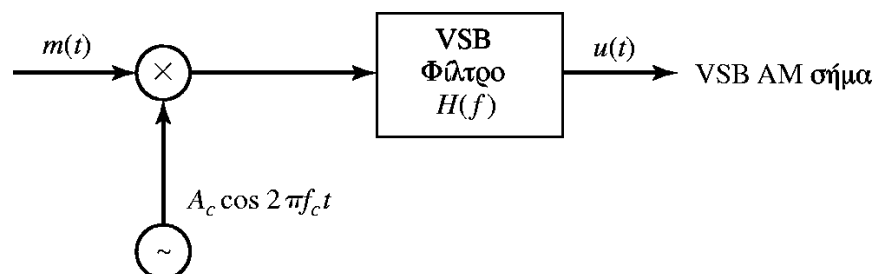 m(t)
×
VSB
Φίλτρο
H(f)
u(t)
VSB AM σήμα
A_c cos 2πf_c t
~